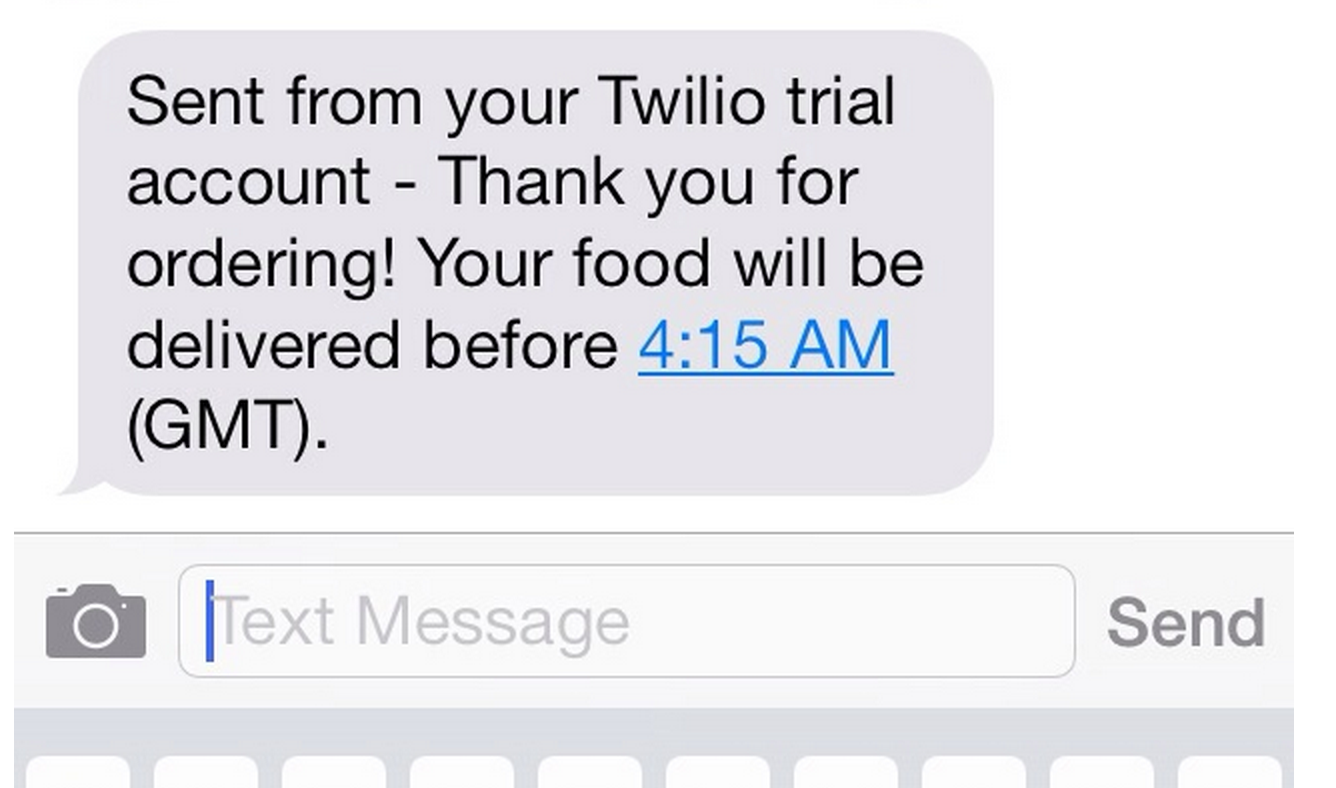 Sent from your Twilio trial
account - Thank you for
ordering! Your food will be
delivered before 4:15 AM
(GMT).
Text Message
Send